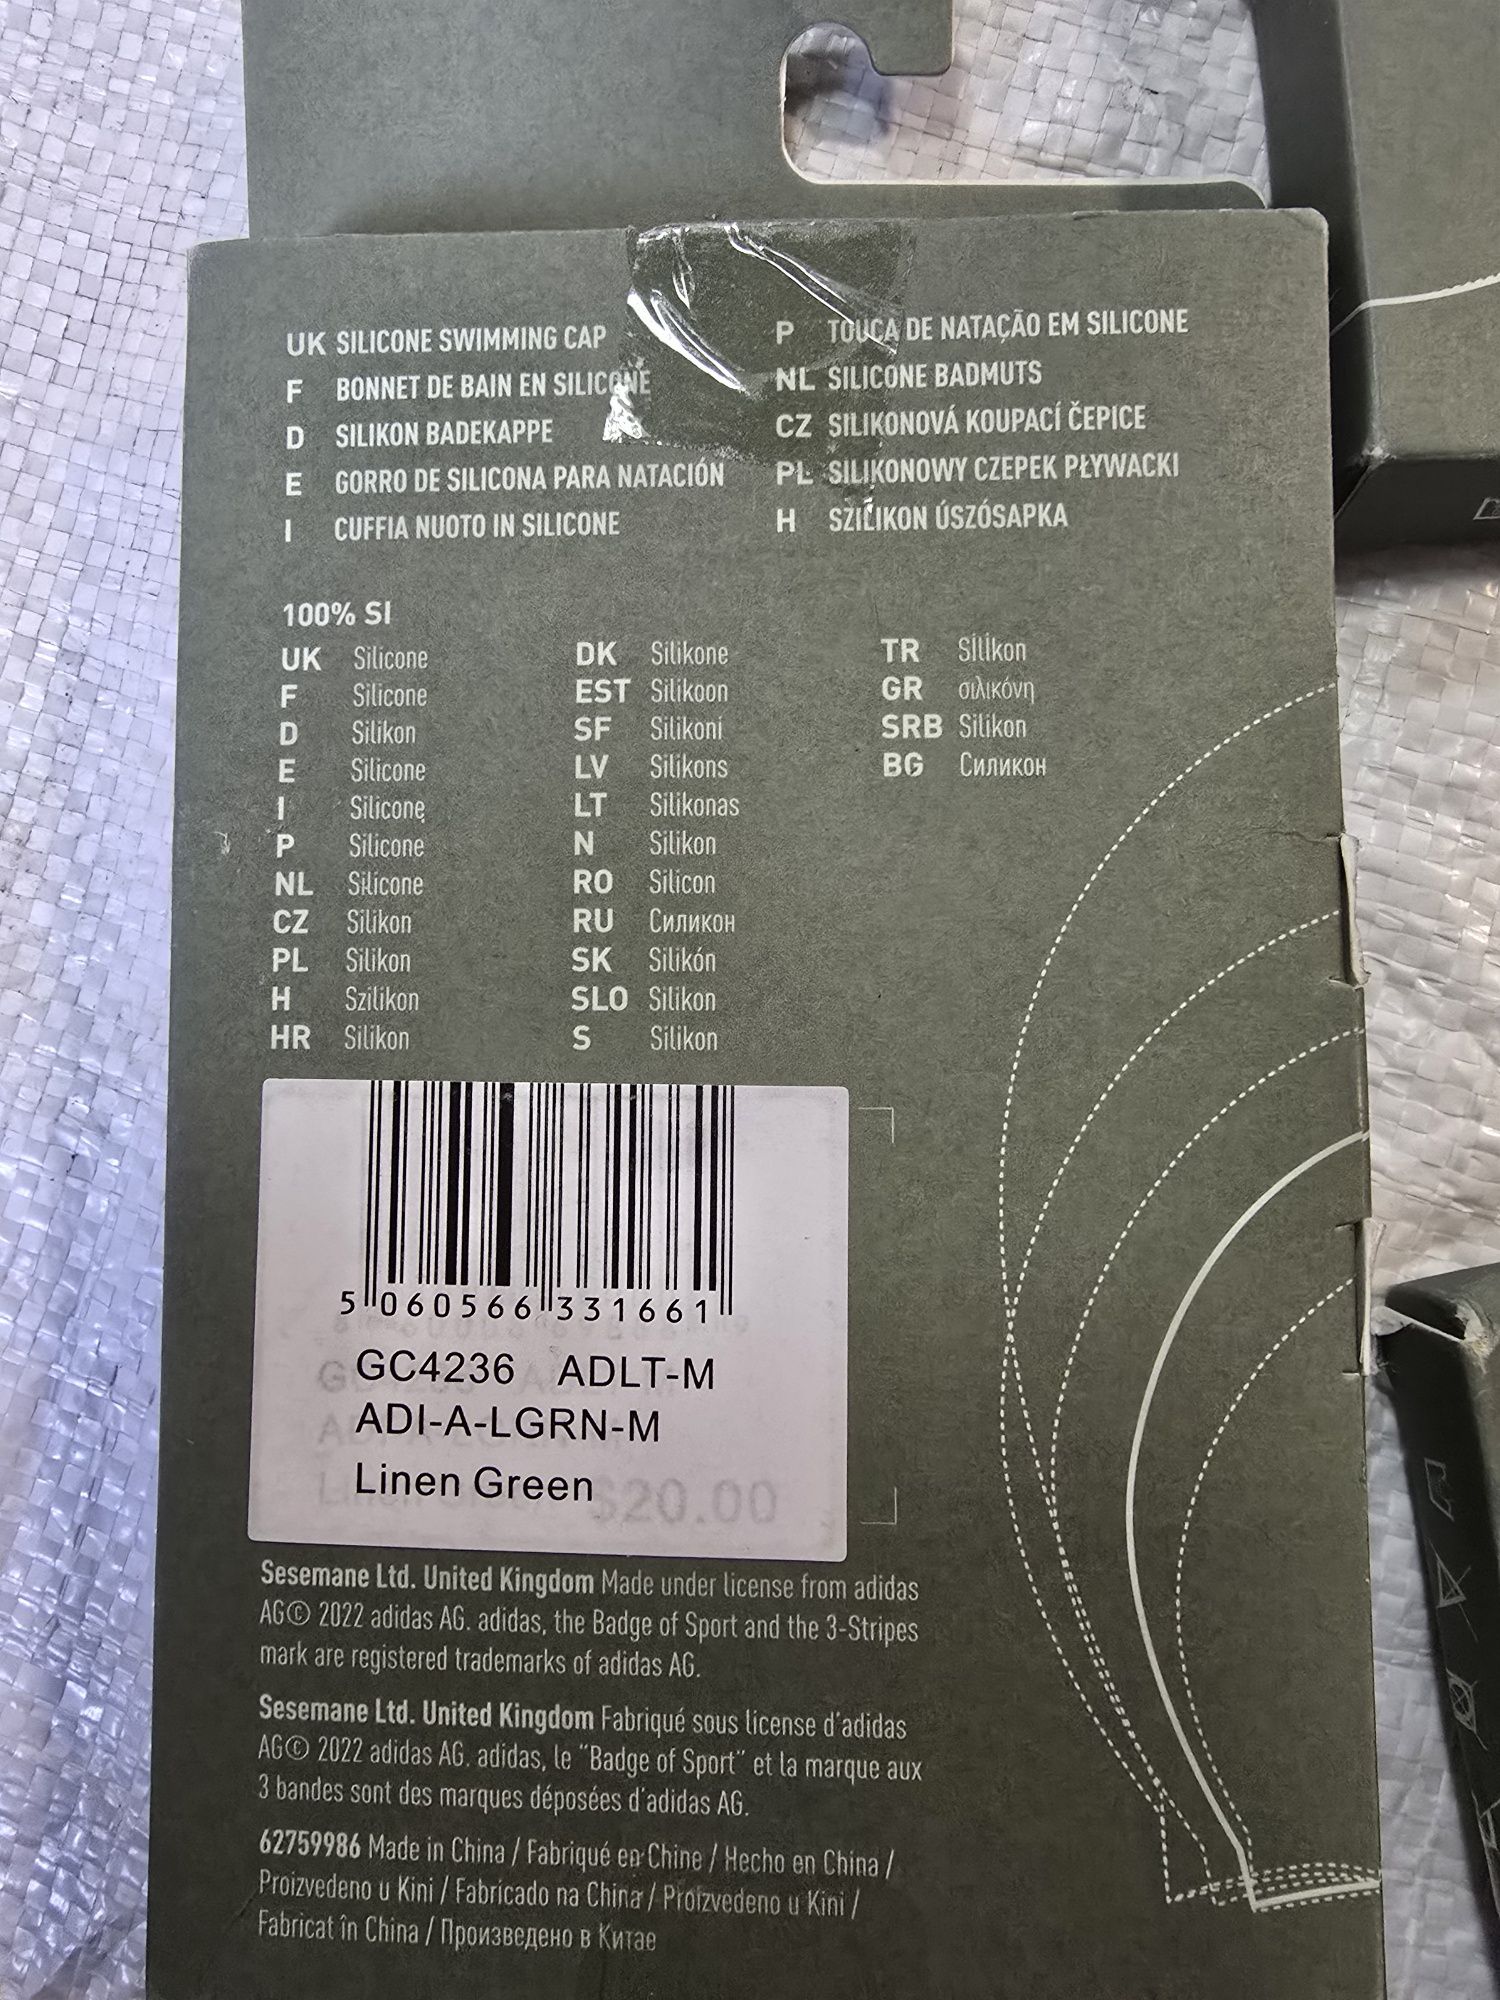 UK SILICONE SWIMMING CAP
F BONNET DE BAIN EN SILICONE
D SILIKON BADEKAPPE
E GORRO DE SILICONA PARA NATACIÓN
I CUFFIA NUOTO IN SILICONE
P TOUCA DE NATAÇÃO EM SILICONE
NL SILICONE BADMUTS
CZ SILIKONOVÁ KOUPACÍ ČEPICE
PL SILIKONOWY CZEPEK PŁYWACKI
H SZILIKON ÚSZÓSAPKA
100% SI
UK Silicone
F Silicone
D Silikon
E Silicone
I Silicone
P Silicone
NL Silicone
CZ Silikon
PL Silikon
H Szilikon
HR Silikon
DK Silikone
EST Silikoon
SF Silikoni
LV Silikons
LT Silikonas
N Silikon
RO Silicon
RU Силикон
SK Silikón
SLO Silikon
S Silikon
TR Sİlİkon
GR σιλικόνη
SRB Silikon
BG Силикон
5 060566 331661
GC4236 ADLT-M
ADI-A-LGRN-M
Linen Green
$20.00
Sesemane Ltd. United Kingdom Made under license from adidas
AG© 2022 adidas AG. adidas, the Badge of Sport and the 3-Stripes
mark are registered trademarks of adidas AG.
Sesemane Ltd. United Kingdom Fabriqué sous license d'adidas
AG© 2022 adidas AG. adidas, le "Badge of Sport" et la marque aux
3 bandes sont des marques déposées d'adidas AG.
62759986 Made in China / Fabriqué en Chine / Hecho en China /
Proizvedeno u Kini / Fabricado na China / Proizvedeno u Kini /
Fabricat în China / Произведено в Китае